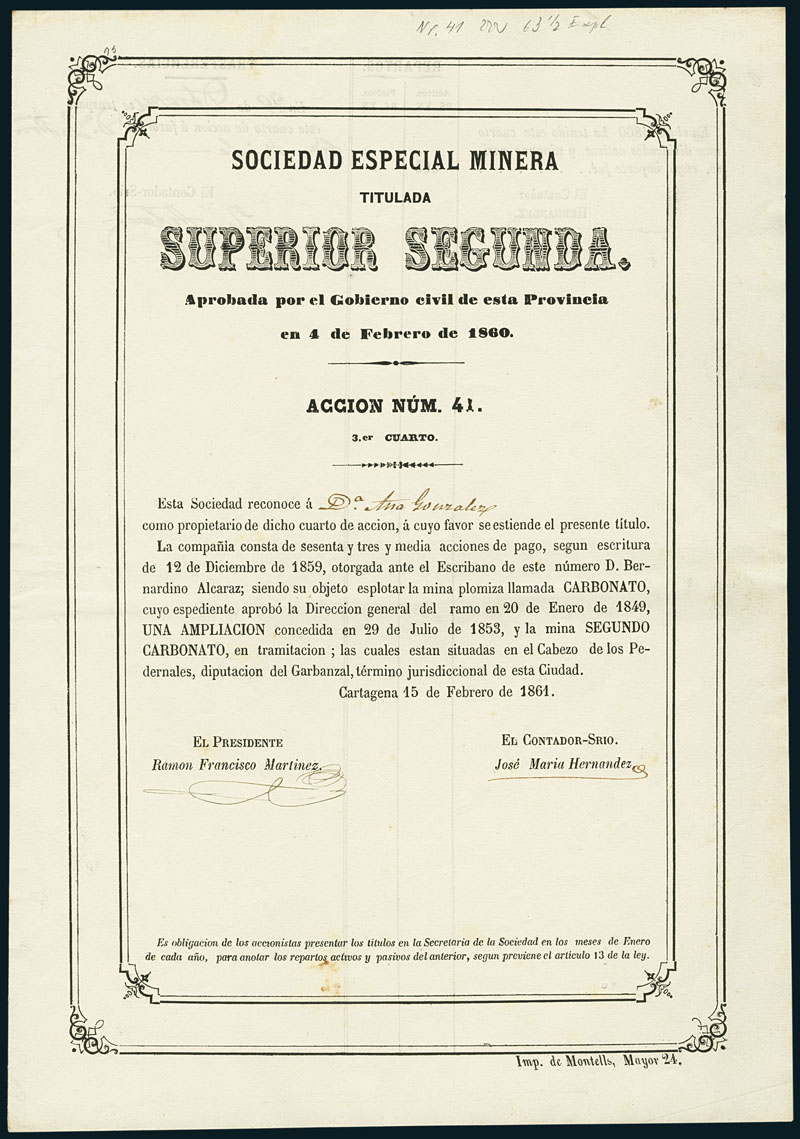 Nr. 41 63 1/2 Expl
SOCIEDAD ESPECIAL MINERA
TITULADA
SUPERIOR SEGUNDA.
Aprobada por el Gobierno civil de esta Provincia
en 4 de Febrero de 1860.
ACCION NÚM. 41.
3.er CUARTO.
Esta Sociedad reconoce á D.ª Ana Gonzalez
como propietario de dicho cuarto de accion, á cuyo favor se estiende el presente título.
La compañia consta de sesenta y tres y media acciones de pago, segun escritura
de 12 de Diciembre de 1859, otorgada ante el Escribano de este número D. Ber-
nardino Alcaraz; siendo su objeto esplotar la mina plomiza llamada CARBONATO,
cuyo espediente aprobó la Direccion general del ramo en 20 de Enero de 1849,
UNA AMPLIACION concedida en 29 de Julio de 1853, y la mina SEGUNDO
CARBONATO, en tramitacion ; las cuales estan situadas en el Cabezo de los Pe-
dernales, diputacion del Garbanzal, término jurisdiccional de esta Ciudad.
Cartagena 15 de Febrero de 1861.
EL PRESIDENTE
Ramon Francisco Martinez.
EL CONTADOR-SRIO.
José Maria Hernandez
Es obligacion de los accionistas presentar los títulos en la Secretaria de la Sociedad en los meses de Enero
de cada año, para anotar los repartos activos y pasivos del anterior, segun previene el articulo 13 de la ley.
Imp. de Montells, Mayor 24.